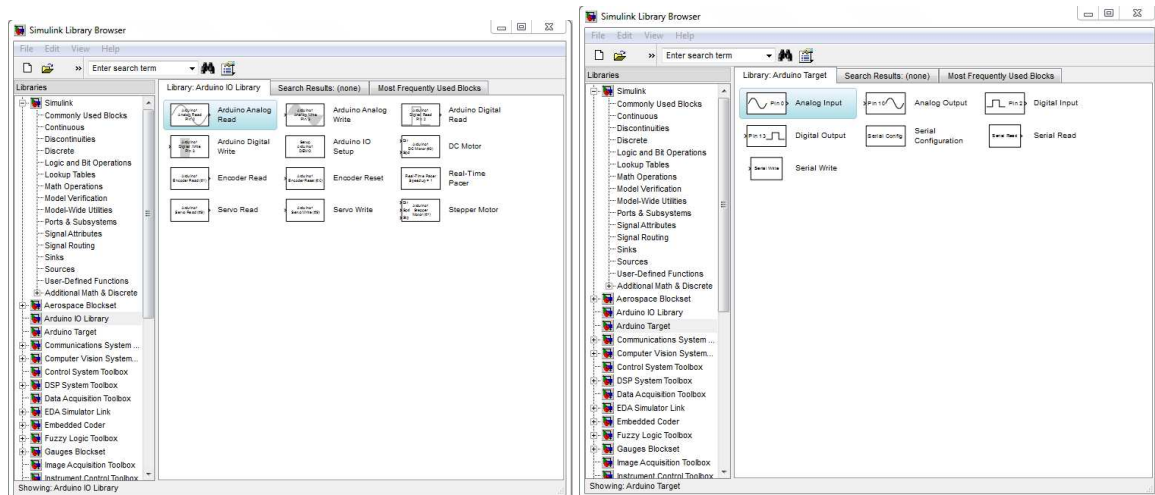 Simulink Library Browser
File Edit View Help
» Enter search term
Libraries
Library: Arduino IO Library
Search Results: (none)
Most Frequently Used Blocks
Simulink
Commonly Used Blocks
Continuous
Discontinuities
Discrete
Logic and Bit Operations
Lookup Tables
Math Operations
Model Verification
Model-Wide Utilities
Ports & Subsystems
Signal Attributes
Signal Routing
Sinks
Sources
User-Defined Functions
Additional Math & Discrete
Aerospace Blockset
Arduino IO Library
Arduino Target
Communications System ...
Computer Vision System...
Control System Toolbox
DSP System Toolbox
Data Acquisition Toolbox
EDA Simulator Link
Embedded Coder
Fuzzy Logic Toolbox
Gauges Blockset
Image Acquisition Toolbox
Instrument Control Toolbox
Arduino Analog
Read
Arduino Analog
Write
Arduino Digital
Read
Arduino Digital
Write
Arduino IO
Setup
DC Motor
Encoder Read
Encoder Reset
Real-Time
Pacer
Servo Read
Servo Write
Stepper Motor
Showing: Arduino IO Library
Simulink Library Browser
File Edit View Help
» Enter search term
Libraries
Library: Arduino Target
Search Results: (none)
Most Frequently Used Blocks
Simulink
Commonly Used Blocks
Continuous
Discontinuities
Discrete
Logic and Bit Operations
Lookup Tables
Math Operations
Model Verification
Model-Wide Utilities
Ports & Subsystems
Signal Attributes
Signal Routing
Sinks
Sources
User-Defined Functions
Additional Math & Discrete
Aerospace Blockset
Arduino IO Library
Arduino Target
Communications System ...
Computer Vision System...
Control System Toolbox
DSP System Toolbox
Data Acquisition Toolbox
EDA Simulator Link
Embedded Coder
Fuzzy Logic Toolbox
Gauges Blockset
Image Acquisition Toolbox
Instrument Control Toolbox
Pin 0
Analog Input
Pin 10
Analog Output
Pin 2
Digital Input
Pin 13
Digital Output
Serial Config
Serial
Configuration
Serial Read
Serial Read
Serial Write
Serial Write
Showing: Arduino Target